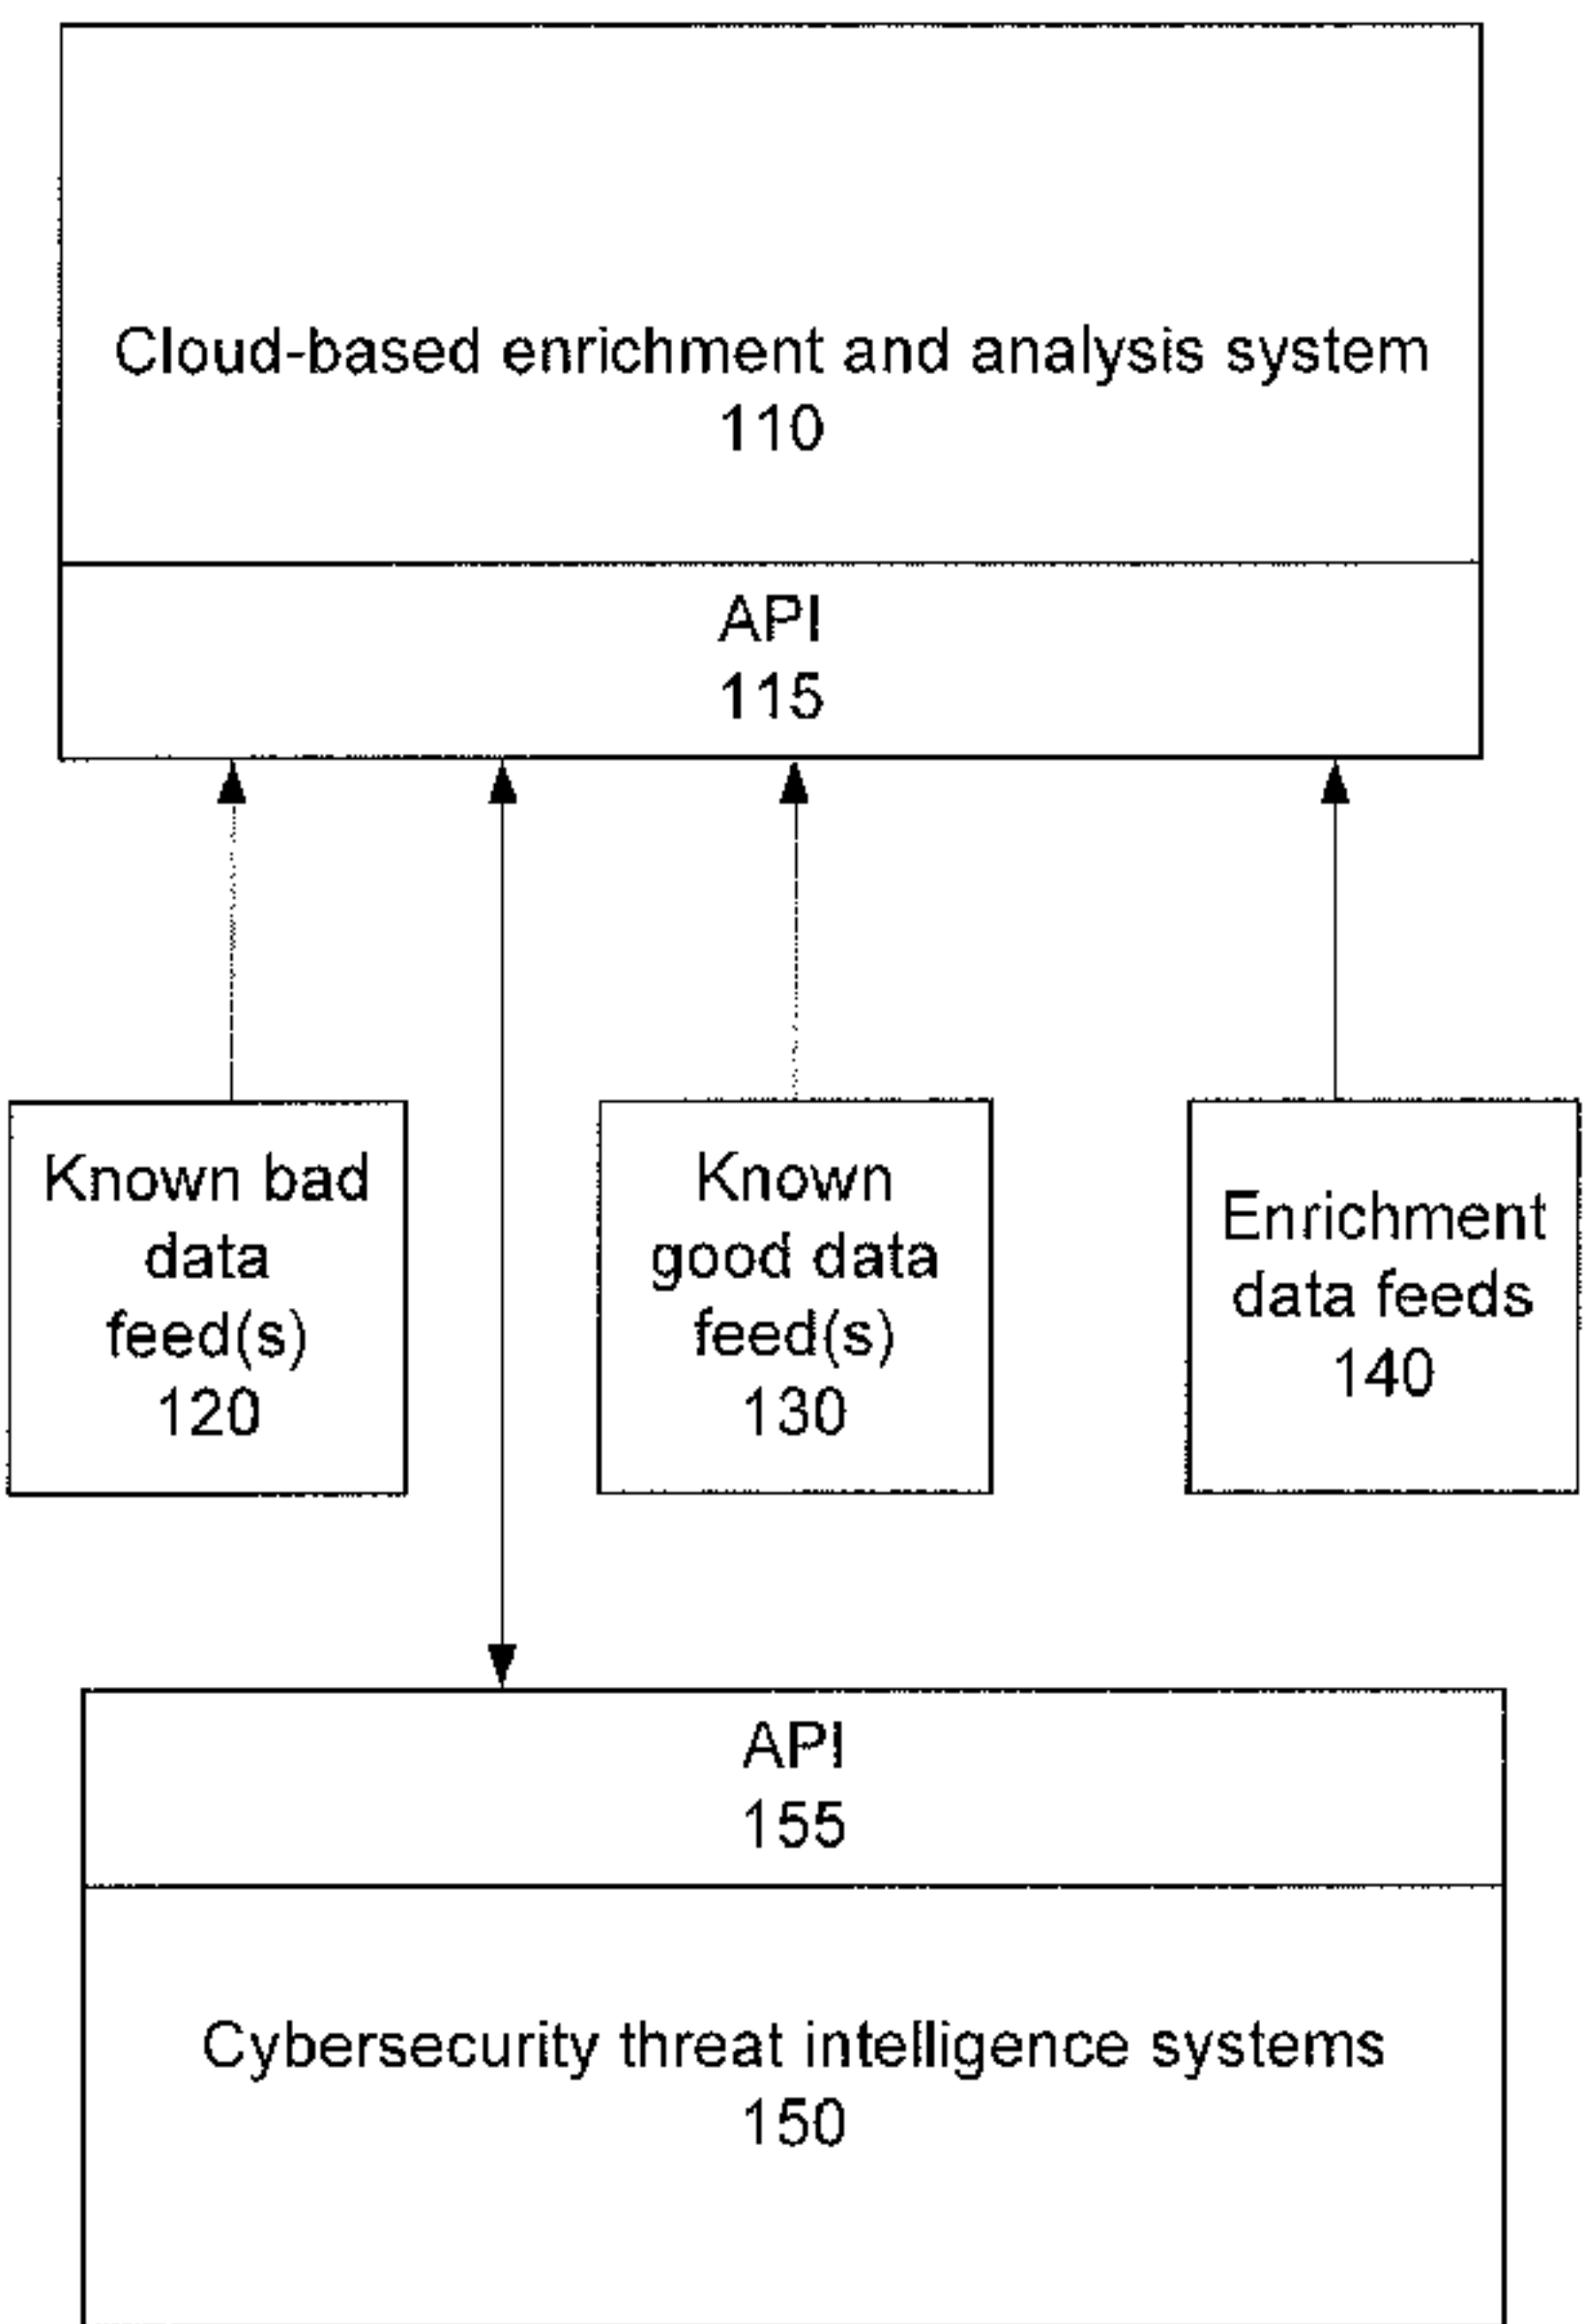 Cloud-based enrichment and analysis system
110
API
115
Known bad
data
feed(s)
120
Known
good data
feed(s)
130
Enrichment
data feeds
140
API
155
Cybersecurity threat intelligence systems
150